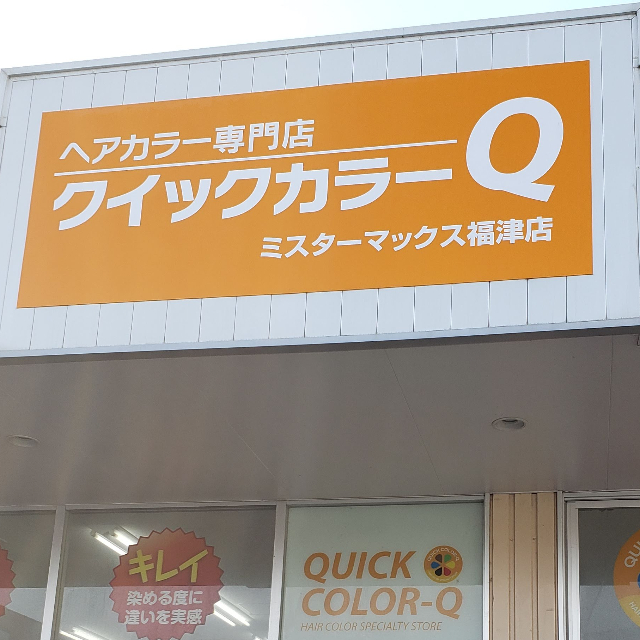 ヘアカラー専門店
クイックカラーQ
ミスターマックス福津店
キレイ
染める度に
違いを実感
QUICK
COLOR-Q
HAIR COLOR SPECIALTY STORE
QU
CO